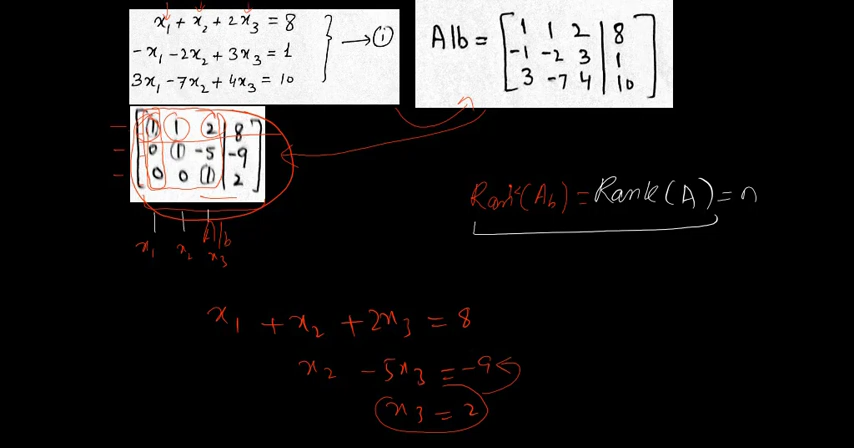 x₁ + x₂ + 2x₃ = 8
-x₁ - 2x₂ + 3x₃ = 1
3x₁ - 7x₂ + 4x₃ = 10
→ (i)
A|b = [ 1 1 2 | 8 ]
[ -1 -2 3 | 1 ]
[ 3 -7 4 | 10 ]
[ 1 1 2 | 8 ]
[ 0 1 -5 | -9 ]
[ 0 0 1 | 2 ]
A|b
x₁ x₂ x₃
Rank(Ab) = Rank(A) = n
x₁ + x₂ + 2x₃ = 8
x₂ - 5x₃ = -9
x₃ = 2